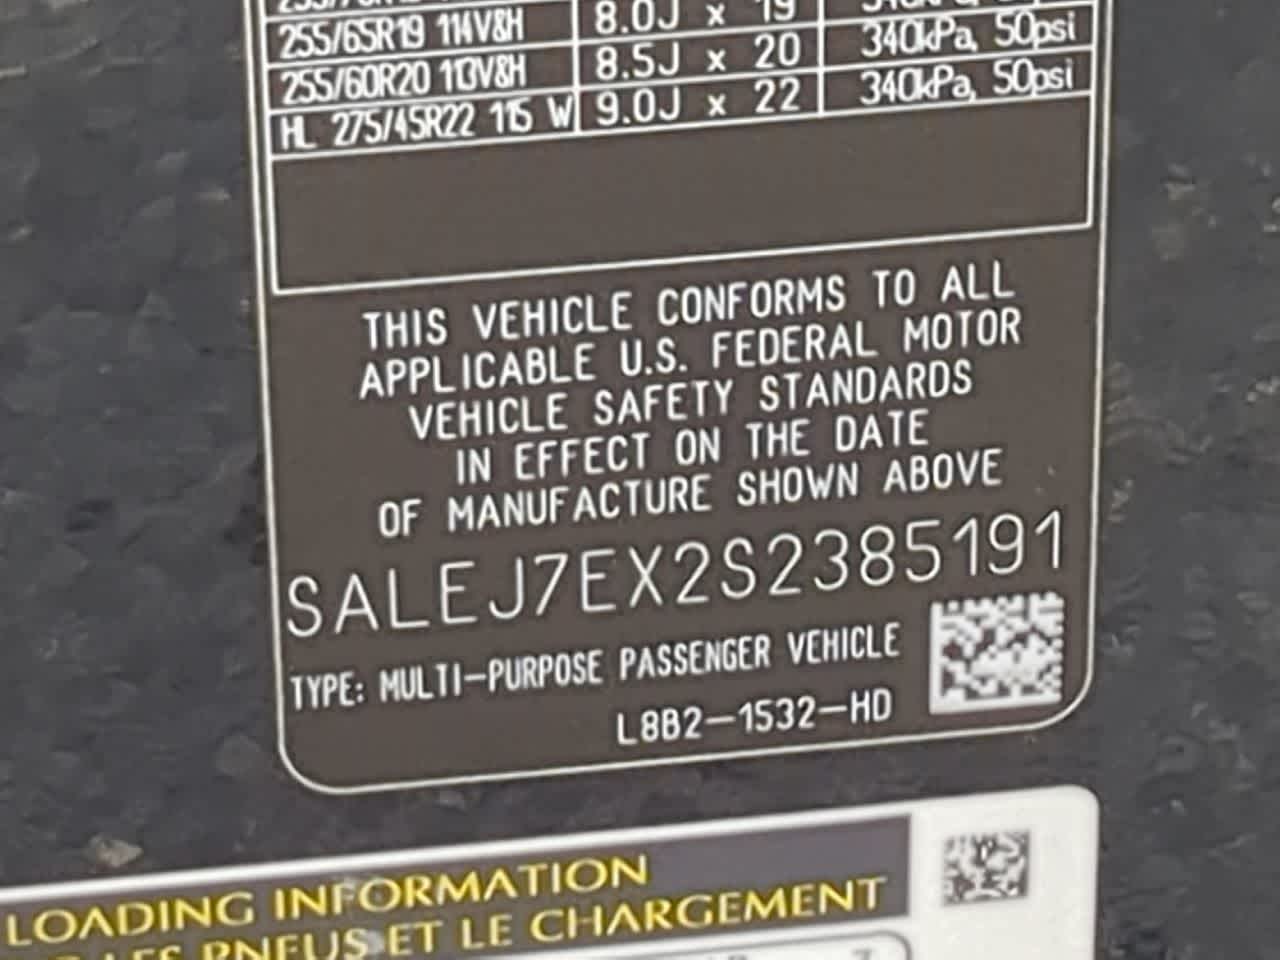 255/65R19 114V&H 8.0J x 19
255/60R20 113V&H 8.5J x 20 340kPa, 50psi
HL 275/45R22 115 W 9.0J x 22 340kPa, 50psi
THIS VEHICLE CONFORMS TO ALL
APPLICABLE U.S. FEDERAL MOTOR
VEHICLE SAFETY STANDARDS
IN EFFECT ON THE DATE
OF MANUFACTURE SHOWN ABOVE
SALEJ7EX2S2385191
TYPE: MULTI-PURPOSE PASSENGER VEHICLE
L8B2-1532-HD
LOADING INFORMATION
LES PNEUS ET LE CHARGEMENT